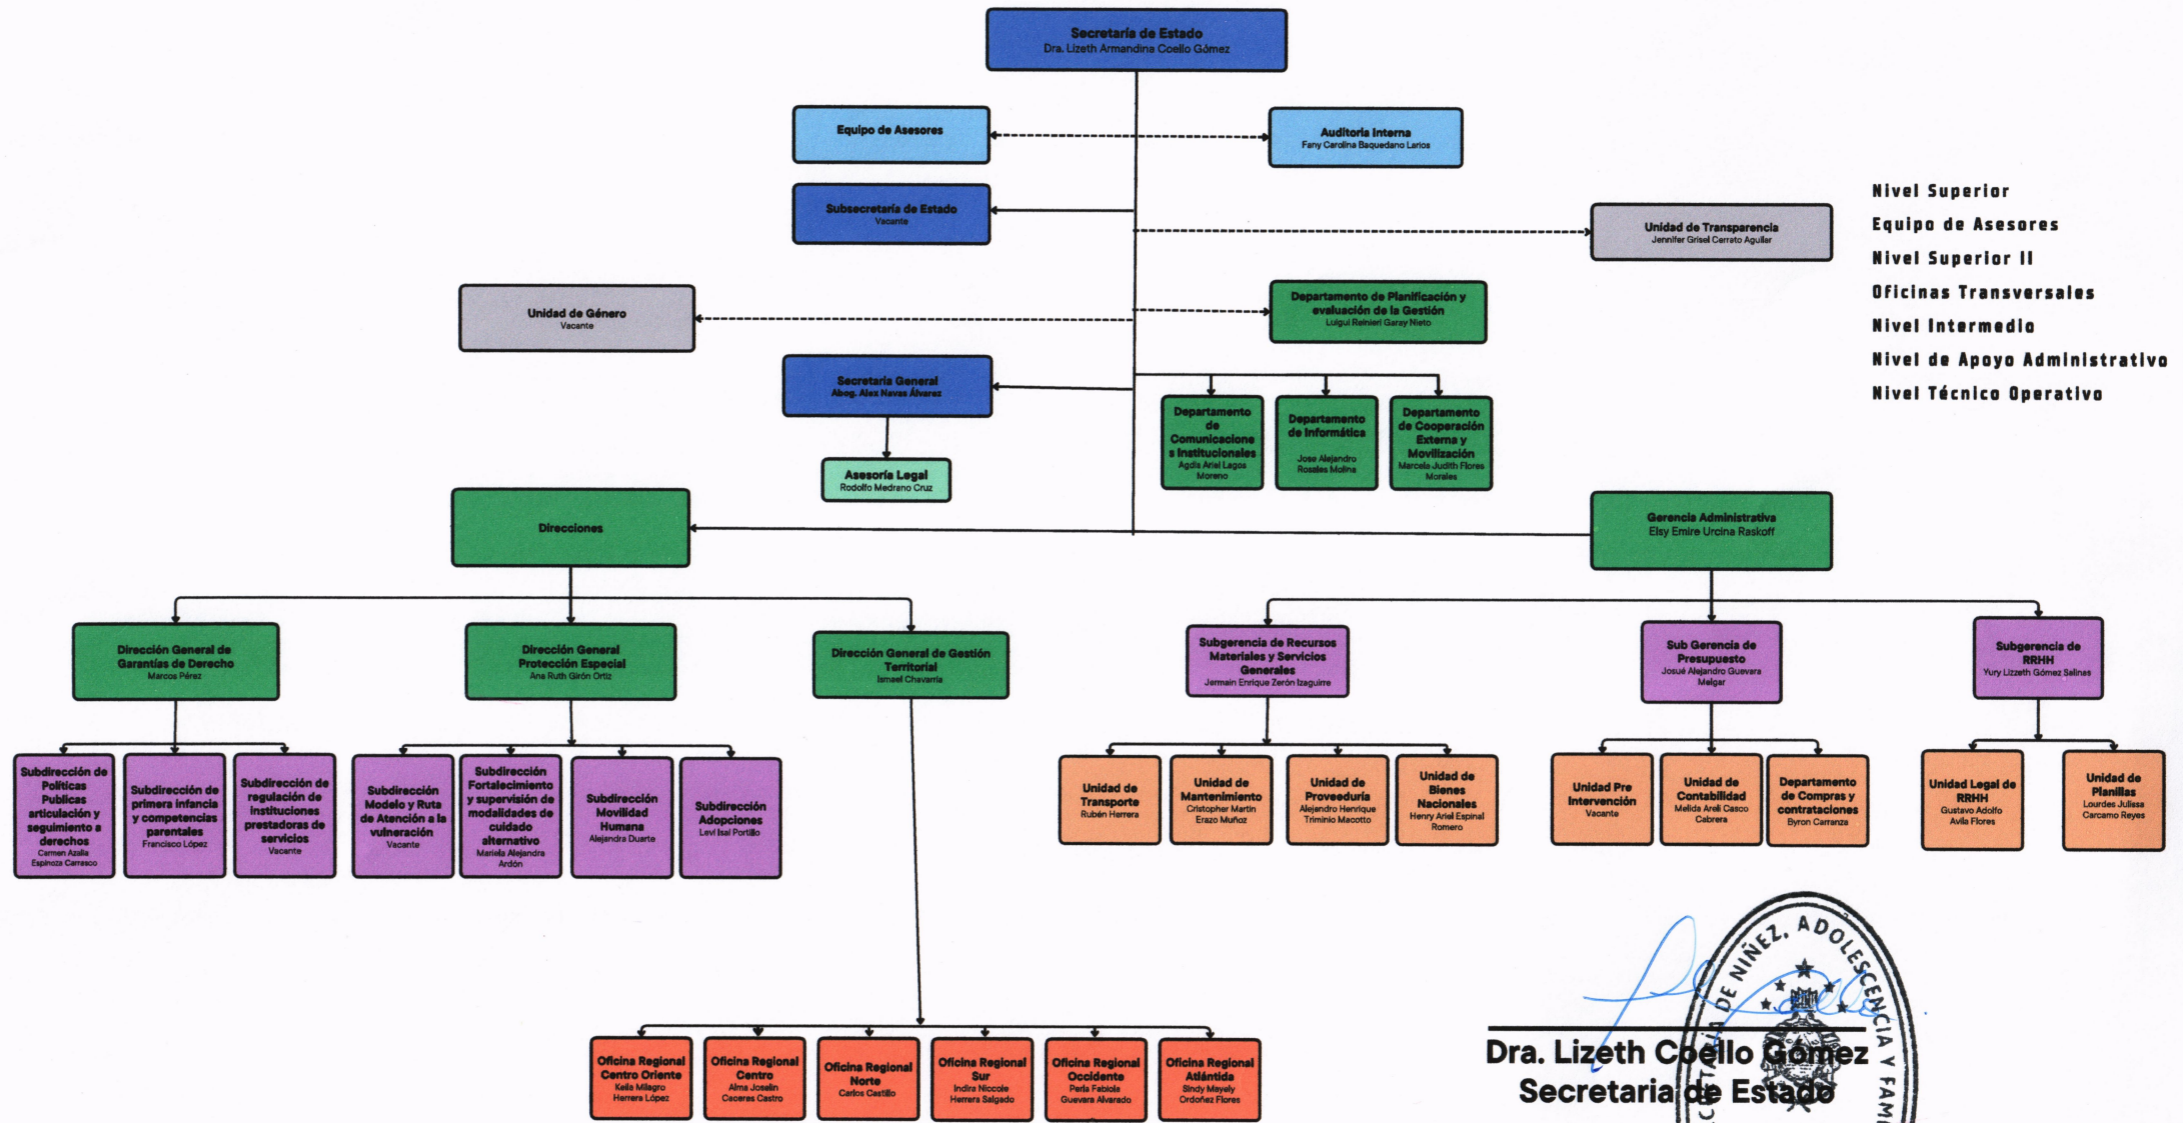 Secretaría de Estado
Dra. Lizeth Armandina Coello Gómez
Equipo de Asesores
Auditoría Interna
Fany Carolina Baquedano Larios
Subsecretaría de Estado
Vacante
Unidad de Transparencia
Jennifer Grisel Cerrato Aguilar
Nivel Superior
Equipo de Asesores
Nivel Superior II
Oficinas Transversales
Nivel Intermedio
Nivel de Apoyo Administrativo
Nivel Técnico Operativo
Unidad de Género
Vacante
Departamento de Planificación y
evaluación de la Gestión
Luigui Reinieri Garay Nieto
Secretaría General
Abog. Alex Navas Álvarez
Departamento
de
Comunicacione
s Institucionales
Agdis Ariel Lagos
Moreno
Departamento
de Informática
Jose Alejandro
Rosales Molina
Departamento
de Cooperación
Externa y
Movilización
Marcela Judith Flores
Morales
Asesoría Legal
Rodolfo Medrano Cruz
Direcciones
Gerencia Administrativa
Elsy Emire Urcina Raskoff
Dirección General de
Garantías de Derecho
Marcos Pérez
Dirección General
Protección Especial
Ana Ruth Girón Ortiz
Dirección General de Gestión
Territorial
Ismael Chavarría
Subgerencia de Recursos
Materiales y Servicios
Generales
Jermain Enrique Zerón Izaguirre
Sub Gerencia de
Presupuesto
Josué Alejandro Guevara
Melgar
Subgerencia de
RRHH
Yury Lizzeth Gómez Salinas
Subdirección de
Políticas
Publicas
articulación y
seguimiento a
derechos
Carmen Azalia
Espinoza Carrasco
Subdirección de
primera infancia
y competencias
parentales
Francisco López
Subdirección de
regulación de
instituciones
prestadoras de
servicios
Vacante
Subdirección
Modelo y Ruta
de Atención a la
vulneración
Vacante
Subdirección
Fortalecimiento
y supervisión de
modalidades de
cuidado
alternativo
Mariela Alejandra
Ardón
Subdirección
Movilidad
Humana
Alejandra Duarte
Subdirección
Adopciones
Levi Isai Portillo
Unidad de
Transporte
Rubén Herrera
Unidad de
Mantenimiento
Cristopher Martin
Erazo Muñoz
Unidad de
Proveeduría
Alejandro Henrique
Triminio Macotto
Unidad de
Bienes
Nacionales
Henry Ariel Espinal
Romero
Unidad Pre
Intervención
Vacante
Unidad de
Contabilidad
Melida Areli Casco
Cabrera
Departamento
de Compras y
contrataciones
Byron Carranza
Unidad Legal de
RRHH
Gustavo Adolfo
Avila Flores
Unidad de
Planillas
Lourdes Julissa
Carcamo Reyes
Oficina Regional
Centro Oriente
Keila Milagro
Herrera López
Oficina Regional
Centro
Alma Joselin
Caceres Castro
Oficina Regional
Norte
Carlos Castillo
Oficina Regional
Sur
Indira Niccole
Herrera Salgado
Oficina Regional
Occidente
Perla Fabiola
Guevara Alvarado
Oficina Regional
Atlántida
Sindy Mayely
Ordoñez Flores
DE NIÑEZ, ADOLESCENCIA Y
Dra. Lizeth Coello Gómez
Secretaria de Estado